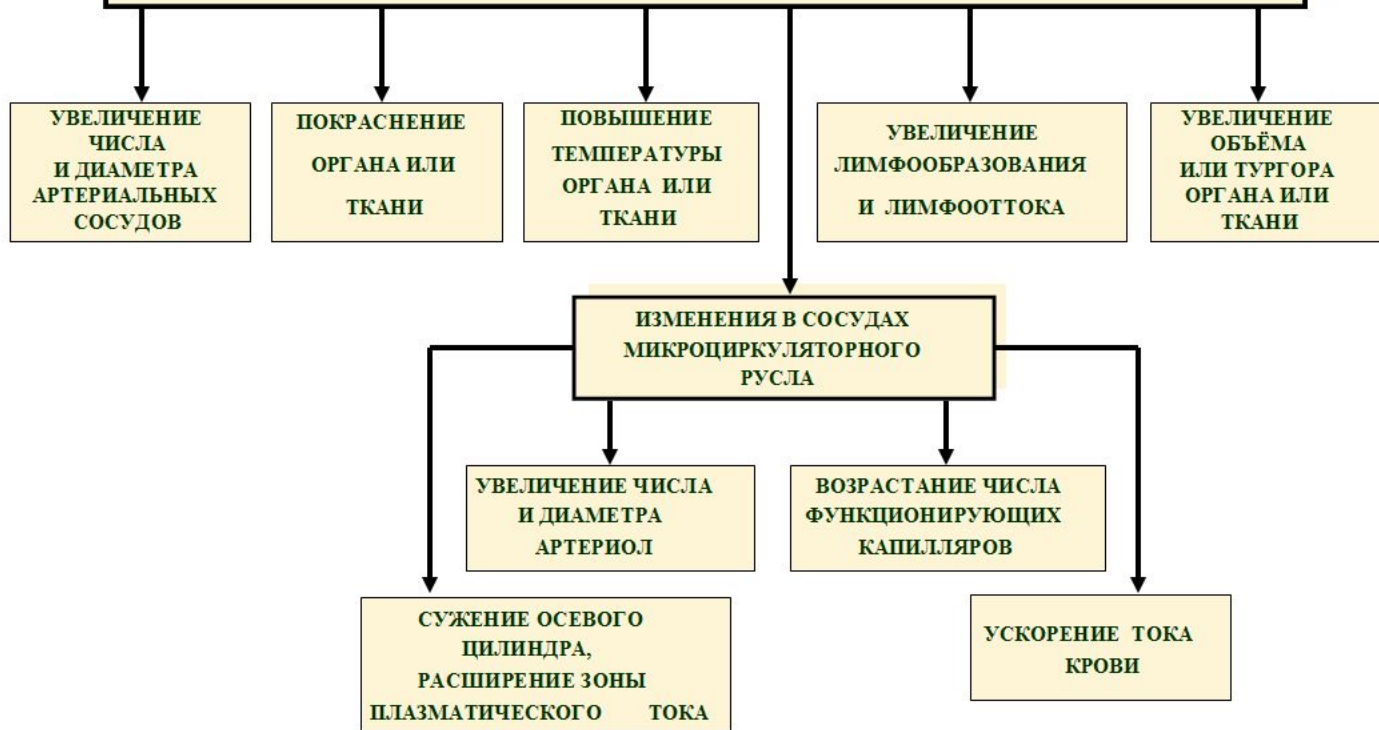 УВЕЛИЧЕНИЕ
ЧИСЛА
И ДИАМЕТРА
АРТЕРИАЛЬНЫХ
СОСУДОВ
ПОКРАСНЕНИЕ
ОРГАНА ИЛИ
ТКАНИ
ПОВЫШЕНИЕ
ТЕМПЕРАТУРЫ
ОРГАНА ИЛИ
ТКАНИ
УВЕЛИЧЕНИЕ
ЛИМФООБРАЗОВАНИЯ
И ЛИМФООТТОКА
УВЕЛИЧЕНИЕ
ОБЪЁМА
ИЛИ ТУРГОРА
ОРГАНА ИЛИ
ТКАНИ
ИЗМЕНЕНИЯ В СОСУДАХ
МИКРОЦИРКУЛЯТОРНОГО
РУСЛА
УВЕЛИЧЕНИЕ ЧИСЛА
И ДИАМЕТРА
АРТЕРИОЛ
ВОЗРАСТАНИЕ ЧИСЛА
ФУНКЦИОНИРУЮЩИХ
КАПИЛЛЯРОВ
СУЖЕНИЕ ОСЕВОГО
ЦИЛИНДРА,
РАСШИРЕНИЕ ЗОНЫ
ПЛАЗМАТИЧЕСКОГО ТОКА
УСКОРЕНИЕ ТОКА
КРОВИ